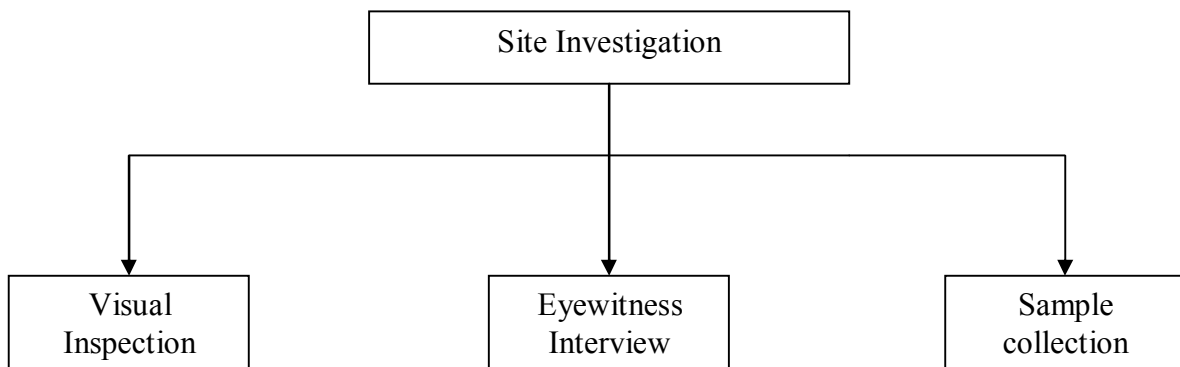 Site Investigation
Visual
Inspection
Eyewitness
Interview
Sample
collection